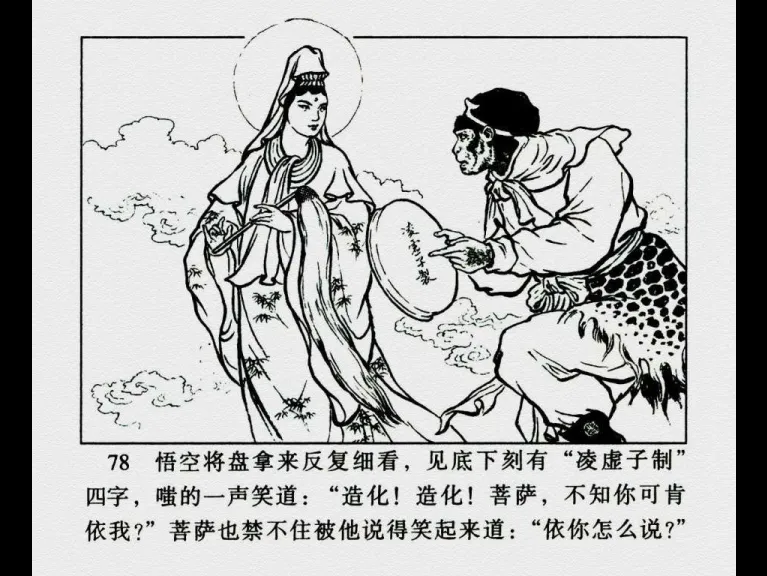 凌虚子製
78 悟空将盘拿来反复细看，见底下刻有“凌虚子制”
四字，嗤的一声笑道：“造化！造化！菩萨，不知你可肯
依我？”菩萨也禁不住被他说得笑起来道：“依你怎么说？”